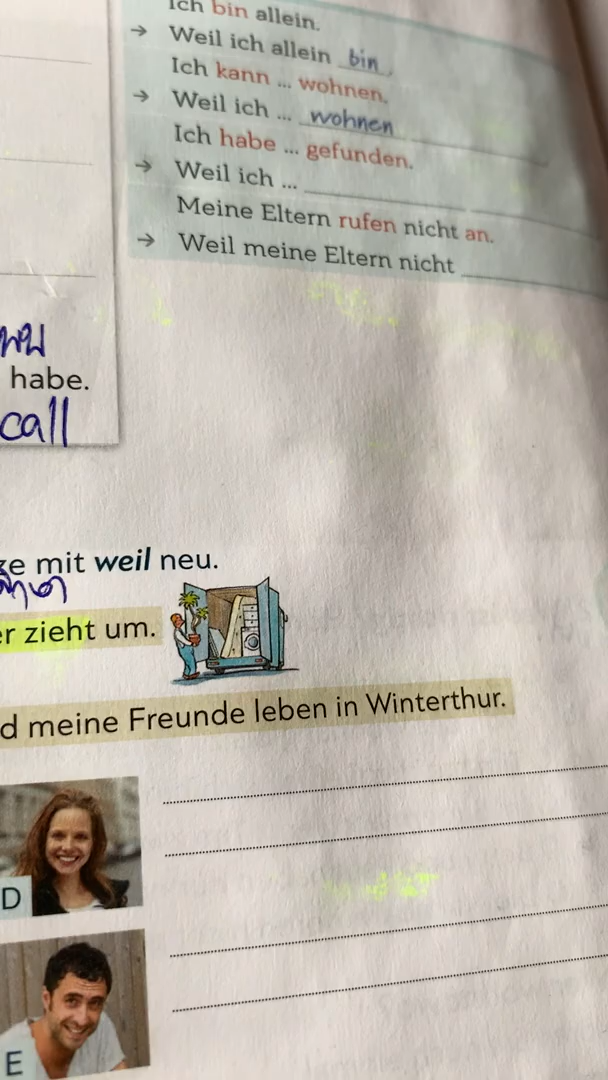 Ich bin allein.
→ Weil ich allein bin.
Ich kann ... wohnen.
→ Weil ich ... wohnen
Ich habe ... gefunden.
→ Weil ich ...
Meine Eltern rufen nicht an.
→ Weil meine Eltern nicht
habe.
call
mit weil neu.
zieht um.
meine Freunde leben in Winterthur.
D
E